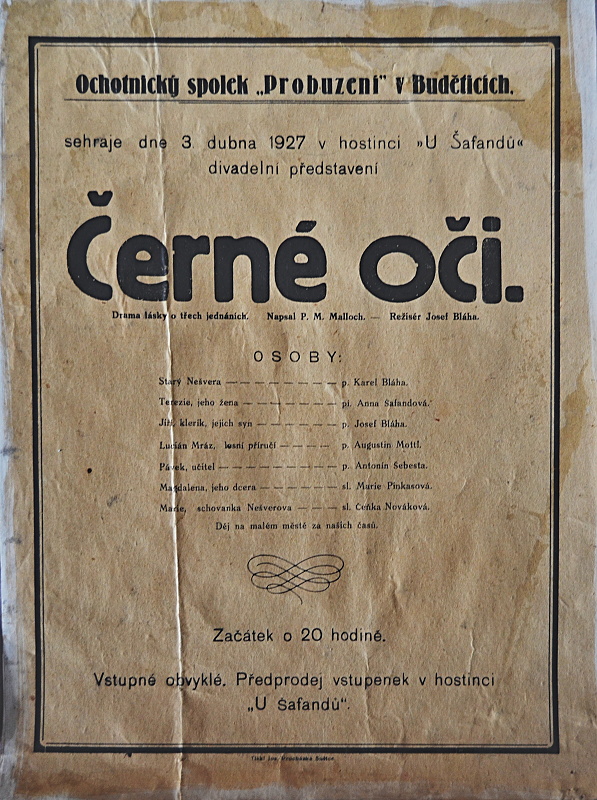 Ochotnický spolek „Probuzení” v Buděticích.
sehraje dne 3. dubna 1927 v hostinci »U Šafandů«
divadelní představení
Černé oči.
Drama lásky o třech jednáních. Napsal P. M. Malloch. — Režisér Josef Bláha.
OSOBY:
Starý Nešvera — — — — — — — — — p. Karel Bláha.
Terezie, jeho žena — — — — — — — pí. Anna Šafandová.
Jiří, klerik, jejich syn — — — — — — p. Josef Bláha.
Lucián Mráz, lesní příručí — — — — p. Augustin Mottl.
Pávek, učitel — — — — — — — — — p. Antonín Šebesta.
Magdalena, jeho dcera — — — — — — sl. Marie Pinkasová.
Marie, schovanka Nešverova — — — sl. Čeňka Nováková.
Děj na malém městě za našich časů.
Začátek o 20 hodině.
Vstupné obvyklé. Předprodej vstupenek v hostinci
„U Šafandů“.